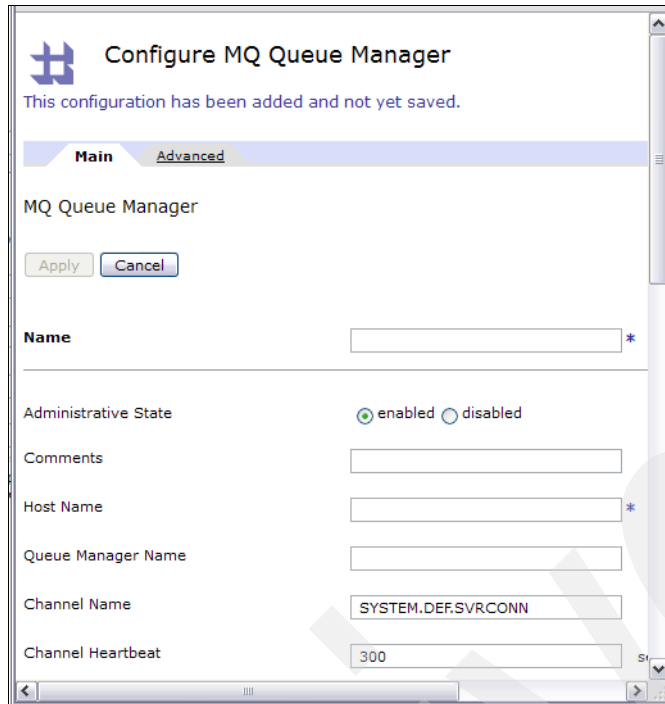 Configure MQ Queue Manager
This configuration has been added and not yet saved.
Main Advanced
MQ Queue Manager
Apply Cancel
Name *
Administrative State enabled disabled
Comments
Host Name *
Queue Manager Name
Channel Name SYSTEM.DEF.SVRCONN
Channel Heartbeat 300